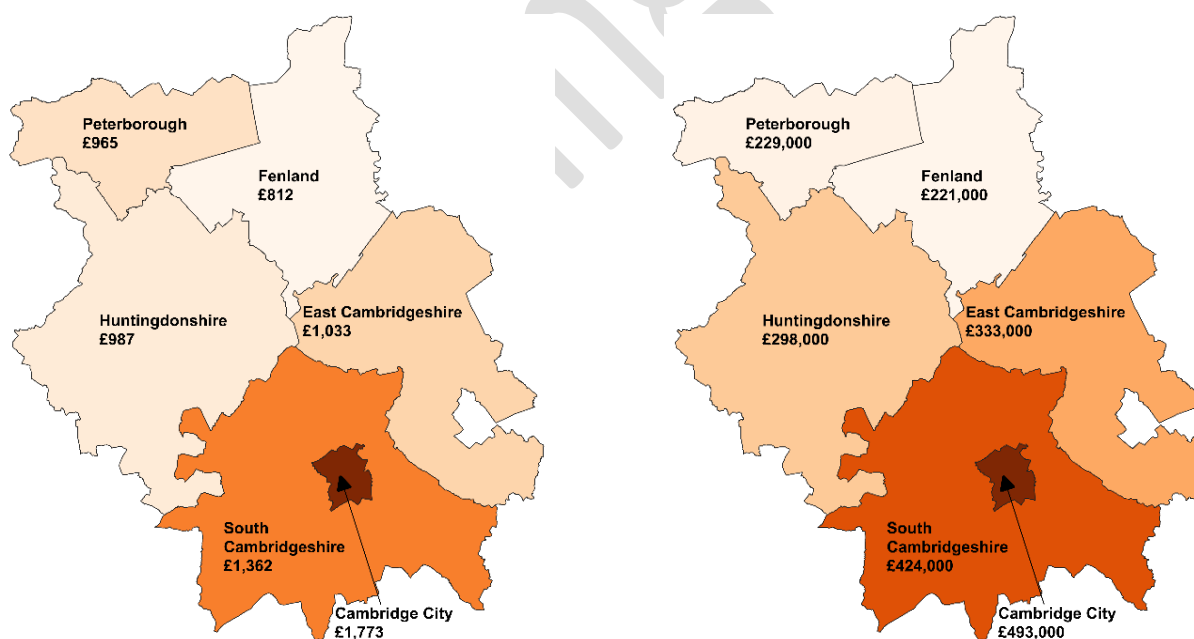 Peterborough
£965
Fenland
£812
Huntingdonshire
£987
East Cambridgeshire
£1,033
South
Cambridgeshire
£1,362
Cambridge City
£1,773
Peterborough
£229,000
Fenland
£221,000
Huntingdonshire
£298,000
East Cambridgeshire
£333,000
South
Cambridgeshire
£424,000
Cambridge City
£493,000